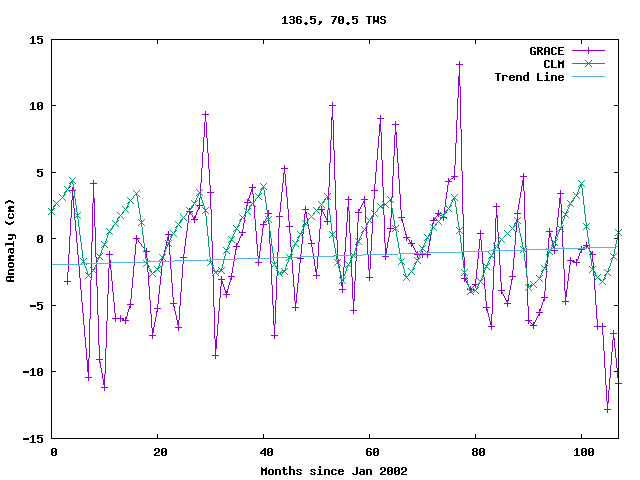 136.5, 70.5 TWS
GRACE
CLM
Trend Line
15
10
5
0
-5
-10
-15
Anomaly (cm)
0 20 40 60 80 100
Months since Jan 2002